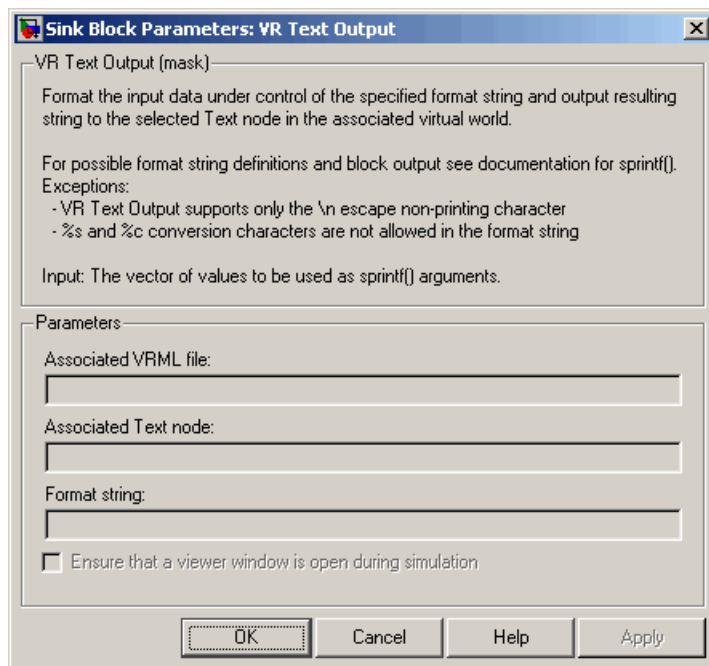 Sink Block Parameters: VR Text Output
VR Text Output (mask)
Format the input data under control of the specified format string and output resulting
string to the selected Text node in the associated virtual world.
For possible format string definitions and block output see documentation for sprintf().
Exceptions:
- VR Text Output supports only the \n escape non-printing character
- %s and %c conversion characters are not allowed in the format string
Input: The vector of values to be used as sprintf() arguments.
Parameters
Associated VRML file:
Associated Text node:
Format string:
Ensure that a viewer window is open during simulation
OK Cancel Help Apply